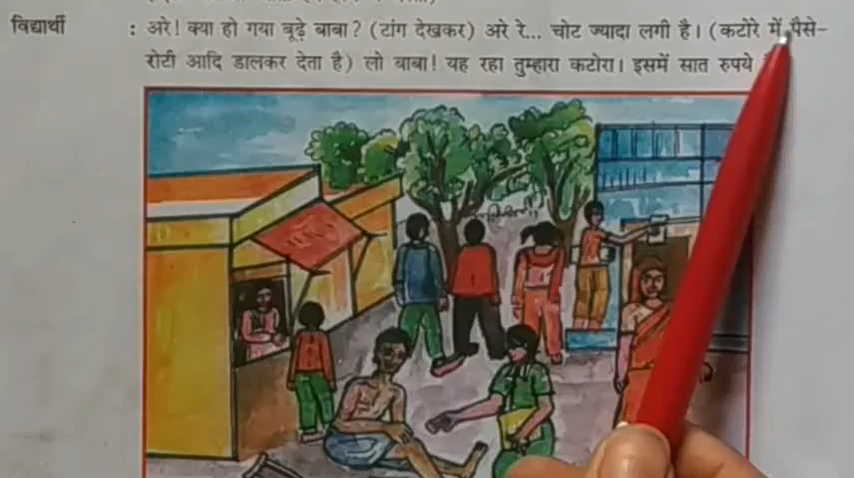 विद्यार्थी : अरे! क्या हो गया बूढ़े बाबा? (टांग देखकर) अरे रे... चोट ज्यादा लगी है। (कटोरे में पैसे-
रोटी आदि डालकर देता है) लो बाबा! यह रहा तुम्हारा कटोरा। इसमें सात रुपये